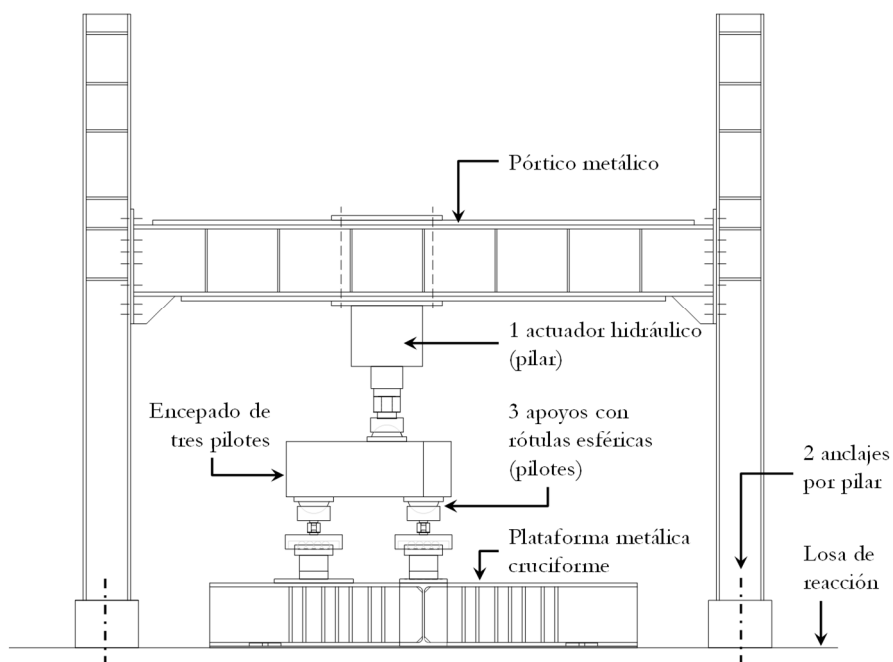 Pórtico metálico
1 actuador hidráulico
(pilar)
Encepado de
tres pilotes
3 apoyos con
rótulas esféricas
(pilotes)
2 anclajes
por pilar
Plataforma metálica
cruciforme
Losa de
reacción